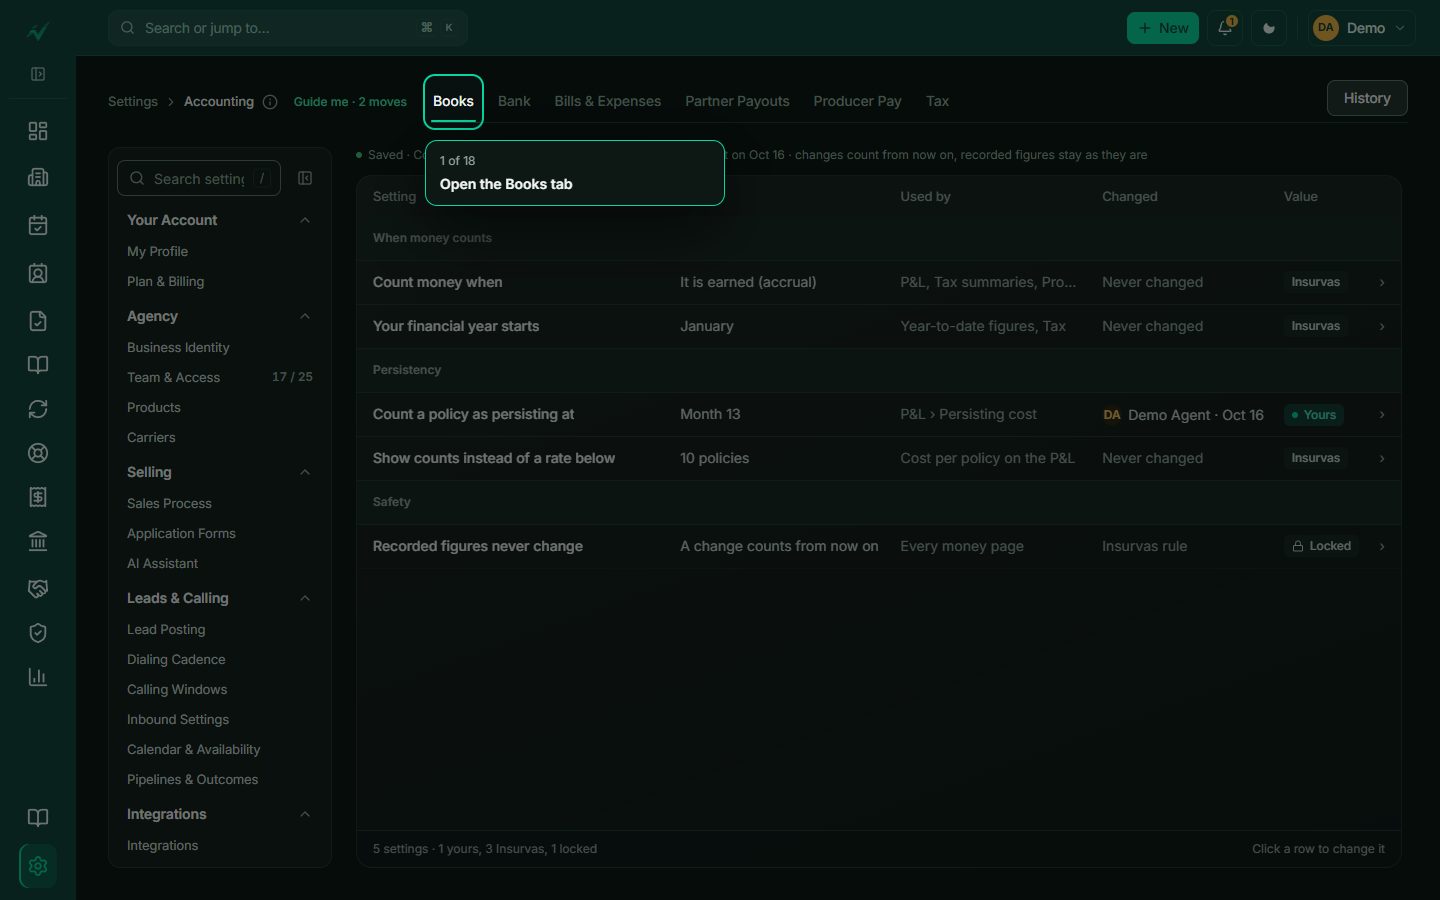 Search or jump to...
⌘ K
New
1
DA
Demo
Settings
Accounting
Guide me · 2 moves
Books
Bank
Bills & Expenses
Partner Payouts
Producer Pay
Tax
History
Saved ·
on Oct 16 · changes count from now on, recorded figures stay as they are
1 of 18
Open the Books tab
Search setting
/
Your Account
My Profile
Plan & Billing
Agency
Business Identity
Team & Access
17 / 25
Products
Carriers
Selling
Sales Process
Application Forms
AI Assistant
Leads & Calling
Lead Posting
Dialing Cadence
Calling Windows
Inbound Settings
Calendar & Availability
Pipelines & Outcomes
Integrations
Integrations
Setting
Used by
Changed
Value
When money counts
Count money when
It is earned (accrual)
P&L, Tax summaries, Pro...
Never changed
Insurvas
Your financial year starts
January
Year-to-date figures, Tax
Never changed
Insurvas
Persistency
Count a policy as persisting at
Month 13
P&L › Persisting cost
DA Demo Agent · Oct 16
Yours
Show counts instead of a rate below
10 policies
Cost per policy on the P&L
Never changed
Insurvas
Safety
Recorded figures never change
A change counts from now on
Every money page
Insurvas rule
Locked
5 settings · 1 yours, 3 Insurvas, 1 locked
Click a row to change it